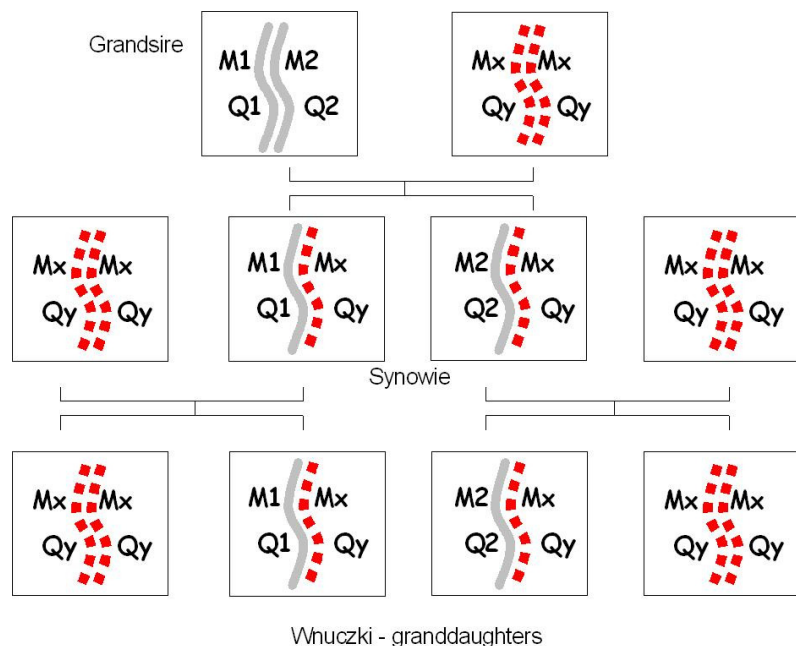 Grandsire
M1 M2 Mx Mx
Q1 Q2 Qy Qy
Mx Mx M1 Mx M2 Mx Mx Mx
Qy Qy Q1 Qy Q2 Qy Qy Qy
Synowie
Mx Mx M1 Mx M2 Mx Mx Mx
Qy Qy Q1 Qy Q2 Qy Qy Qy
Wnuczki - granddaughters